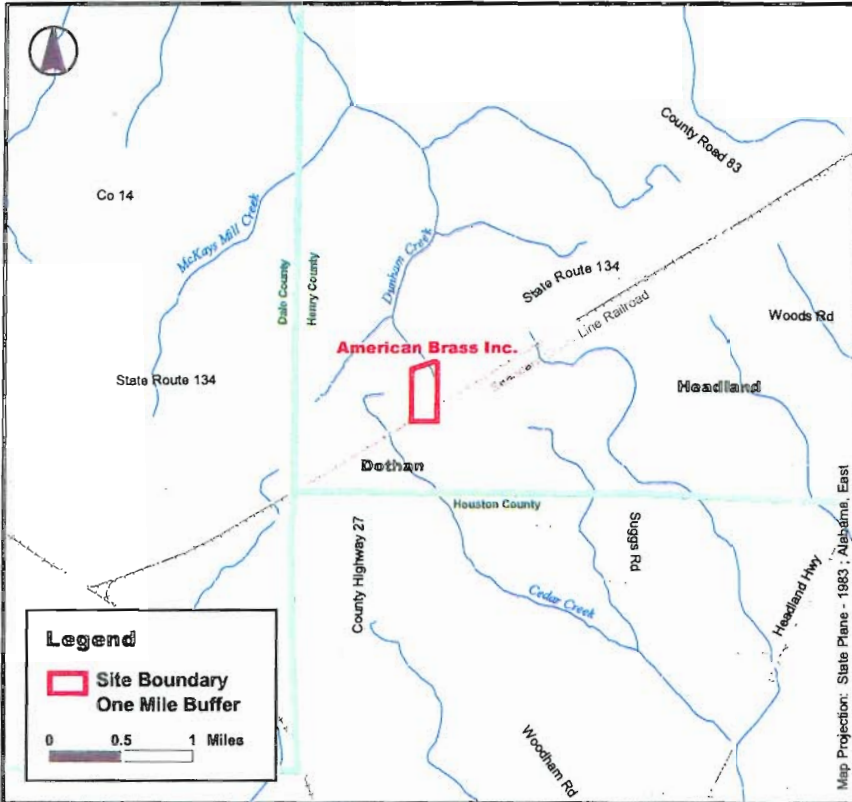 County Road 83
Co 14
McKays Mill Creek
Dale County
Henry County
Dunham Creek
State Route 134
Line Railroad
Woods Rd
American Brass Inc.
State Route 134
Headland
Dothan
Houston County
County Highway 27
Suggs Rd
Cedar Creek
Headland Hwy
Woodham Rd
Legend
Site Boundary
One Mile Buffer
0 0.5 1 Miles
Map Projection: State Plane - 1983 ; Alabama, East